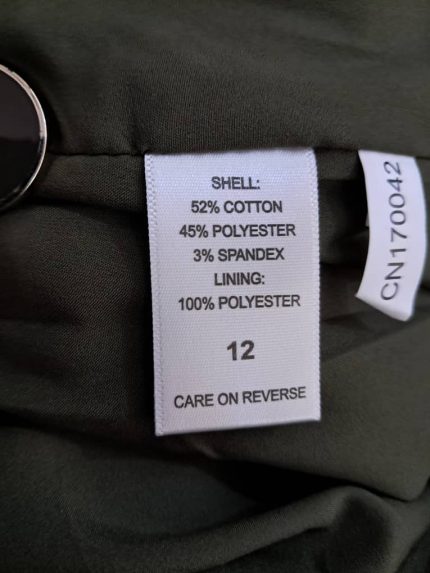 SHELL:
52% COTTON
45% POLYESTER
3% SPANDEX
LINING:
100% POLYESTER
12
CARE ON REVERSE
CN170042